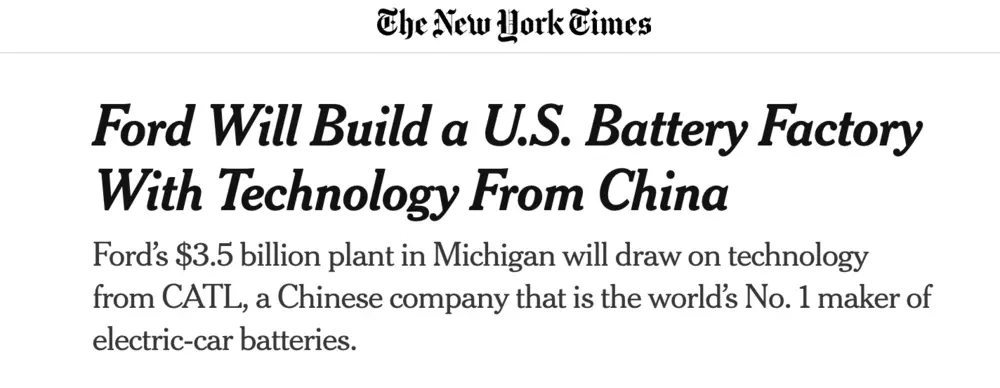 The New York Times
Ford Will Build a U.S. Battery Factory
With Technology From China
Ford’s $3.5 billion plant in Michigan will draw on technology
from CATL, a Chinese company that is the world’s No. 1 maker of
electric-car batteries.